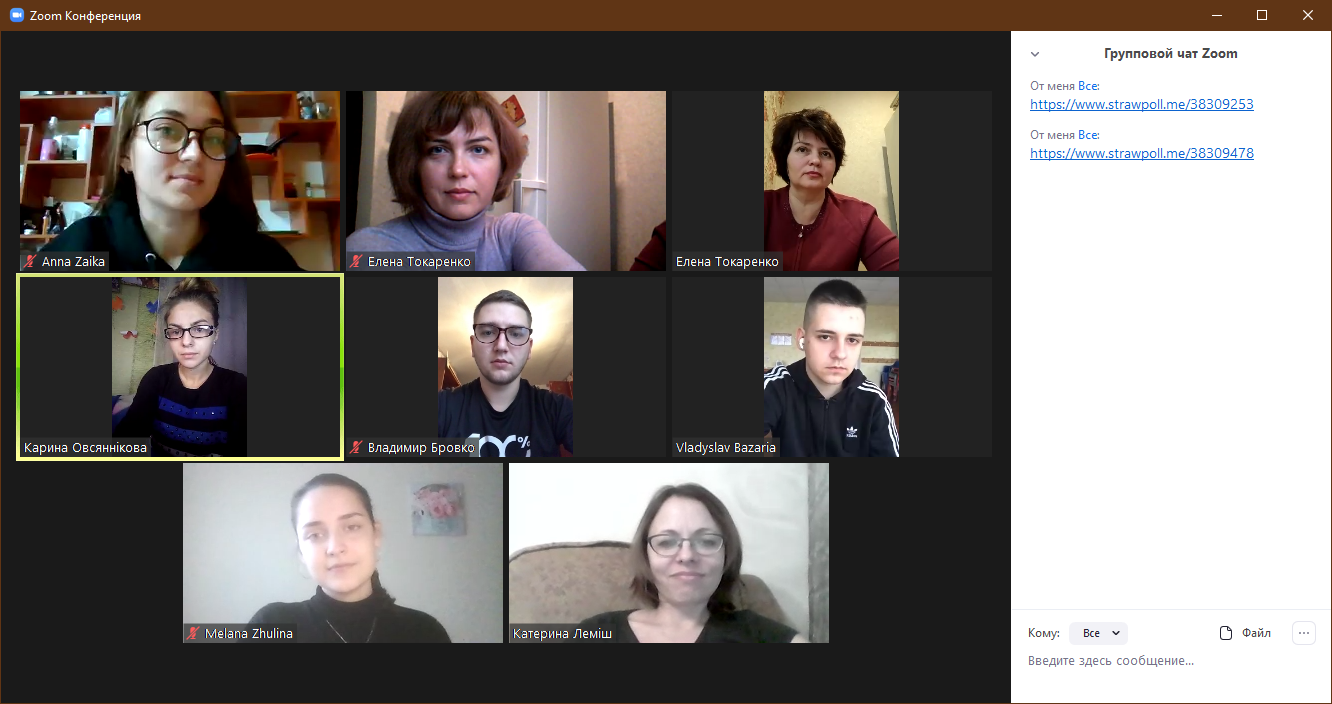 Zoom Конференция
Групповой чат Zoom
От меня Все:
https://www.strawpoll.me/38309253
От меня Все:
https://www.strawpoll.me/38309478
Anna Zaika
Елена Токаренко
Елена Токаренко
Карина Овсяннікова
Владимир Бровко
Vladyslav Bazaria
Melana Zhulina
Катерина Леміш
Кому: Все Файл
Введите здесь сообщение...